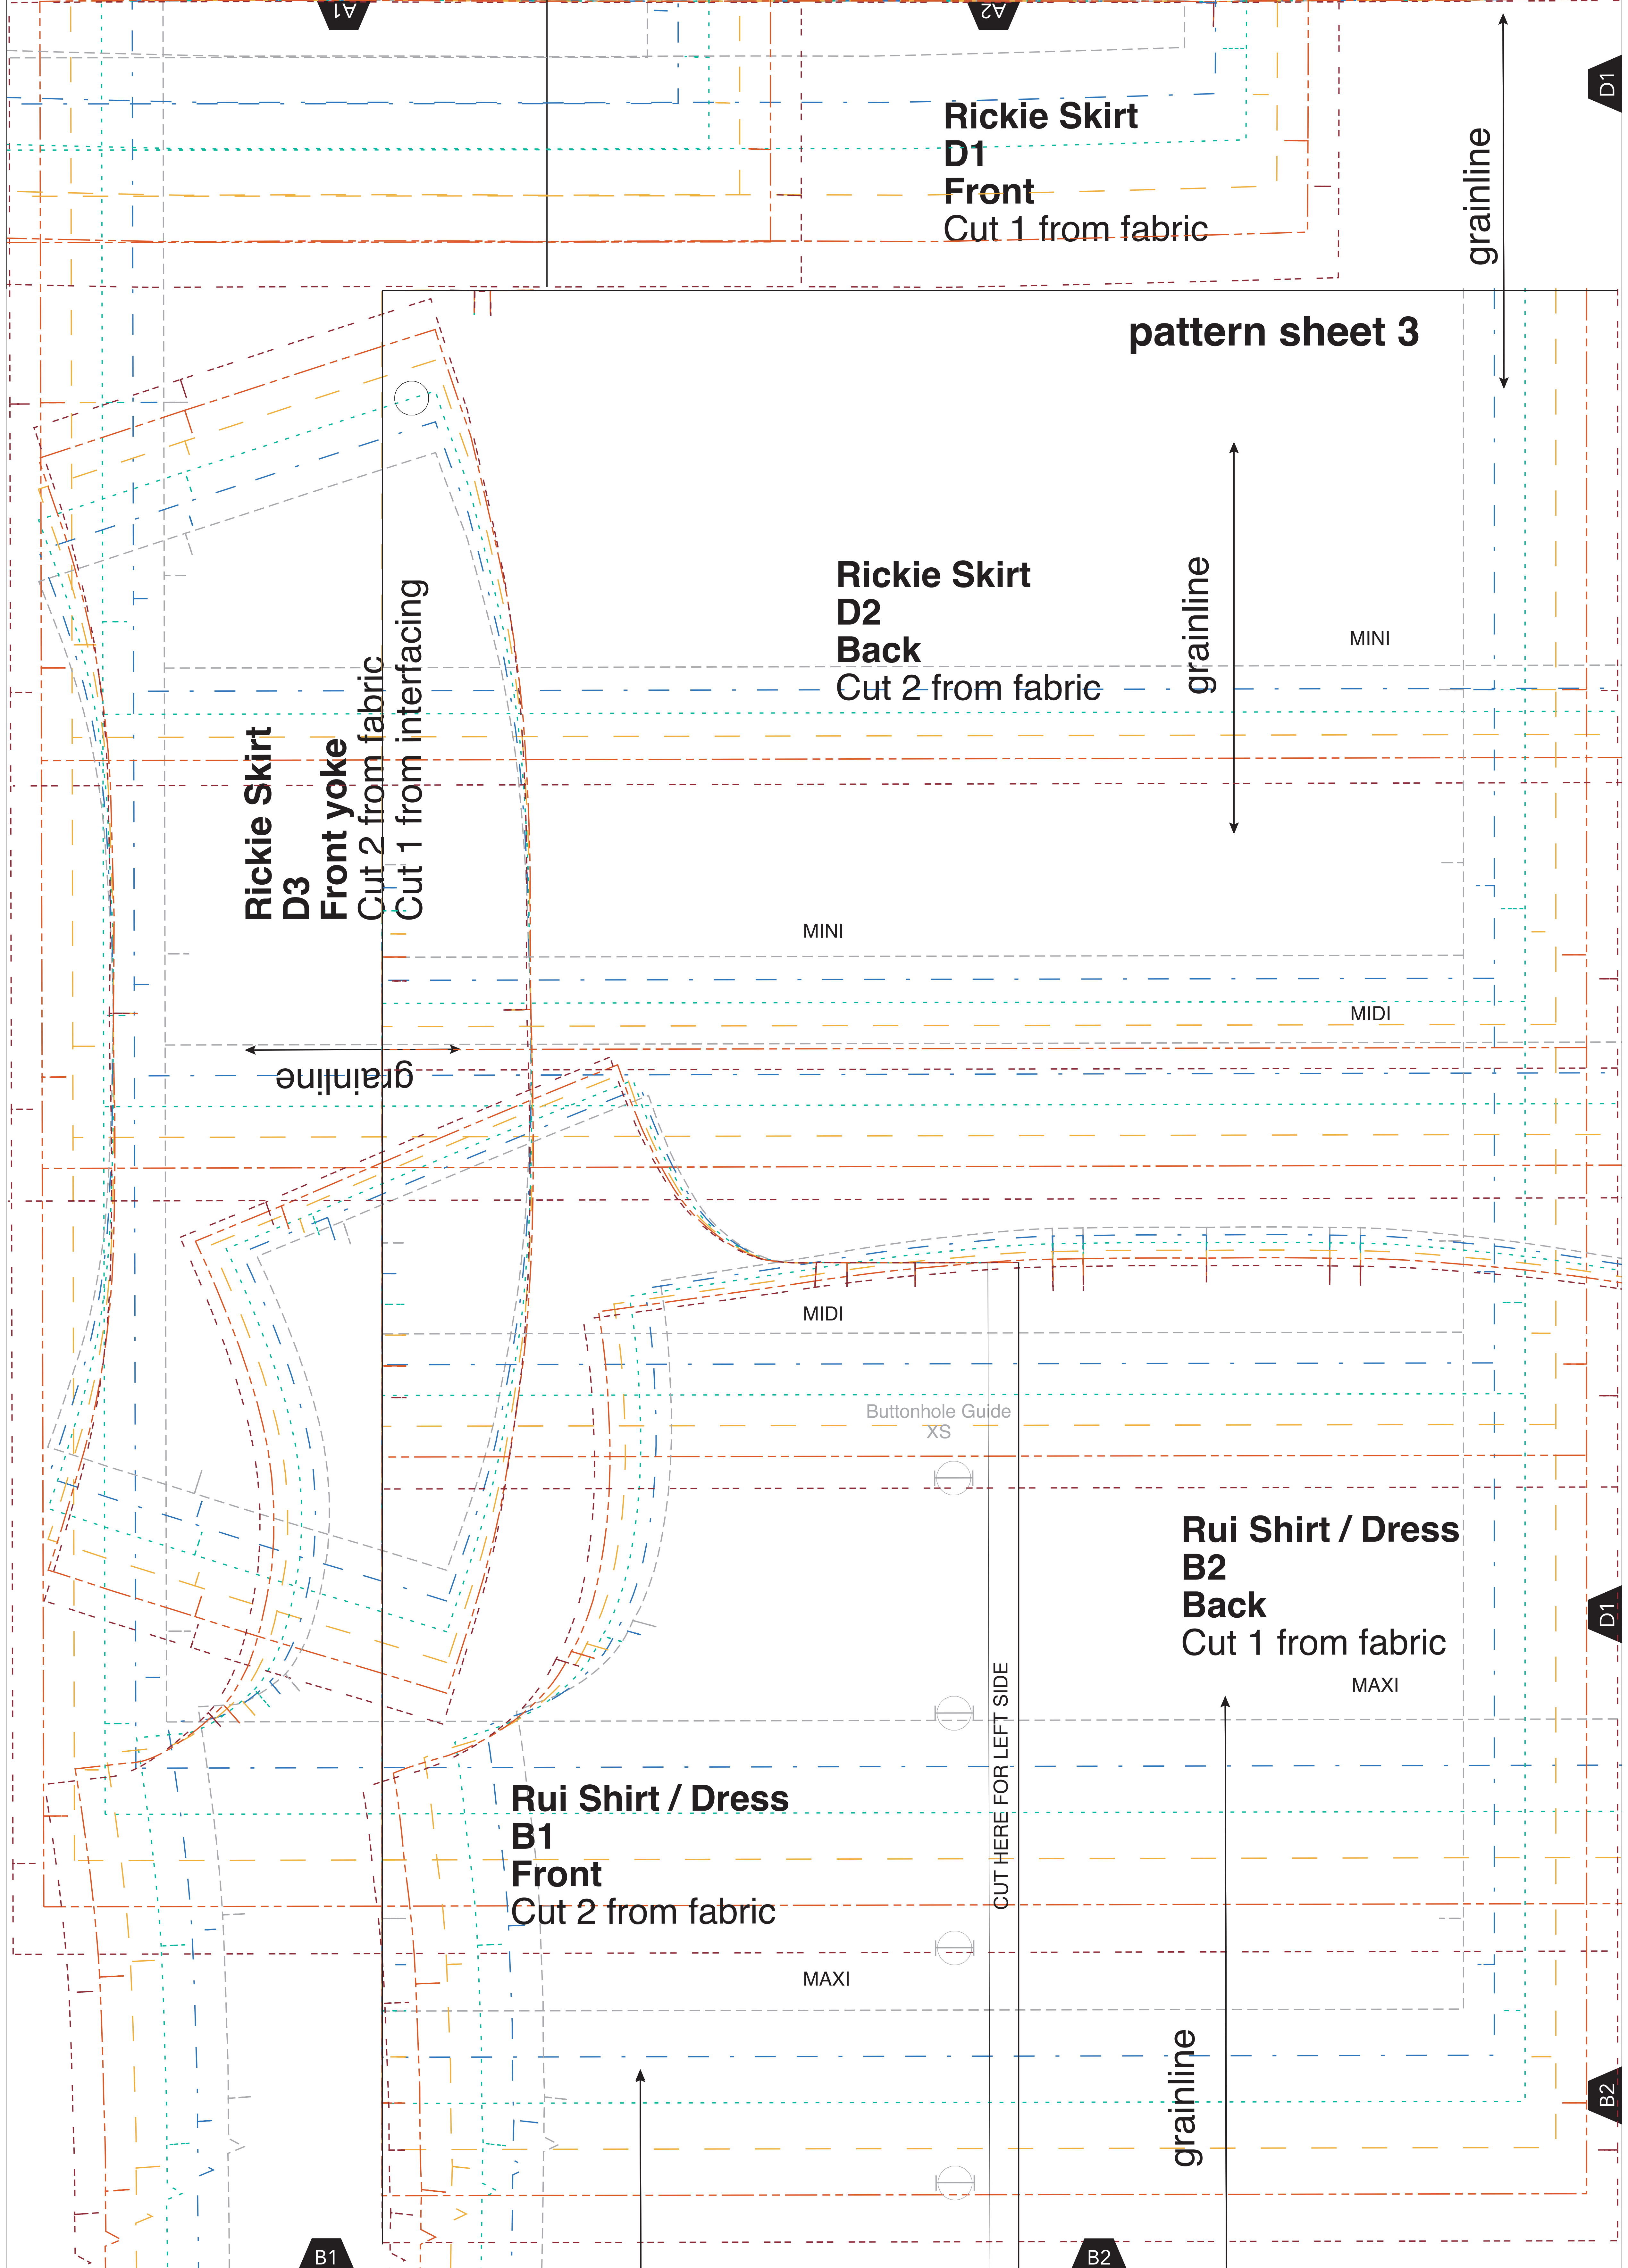 A1
A2
D1
Rickie Skirt
D1
Front
Cut 1 from fabric
grainline
pattern sheet 3
Rickie Skirt
D2
Back
Cut 2 from fabric
grainline
MINI
Rickie Skirt
D3
Front yoke
Cut 2 from fabric
Cut 1 from interfacing
grainline
MINI
MIDI
MIDI
Buttonhole Guide
XS
Rui Shirt / Dress
B2
Back
Cut 1 from fabric
D1
MAXI
CUT HERE FOR LEFT SIDE
Rui Shirt / Dress
B1
Front
Cut 2 from fabric
MAXI
grainline
B2
B1
B2